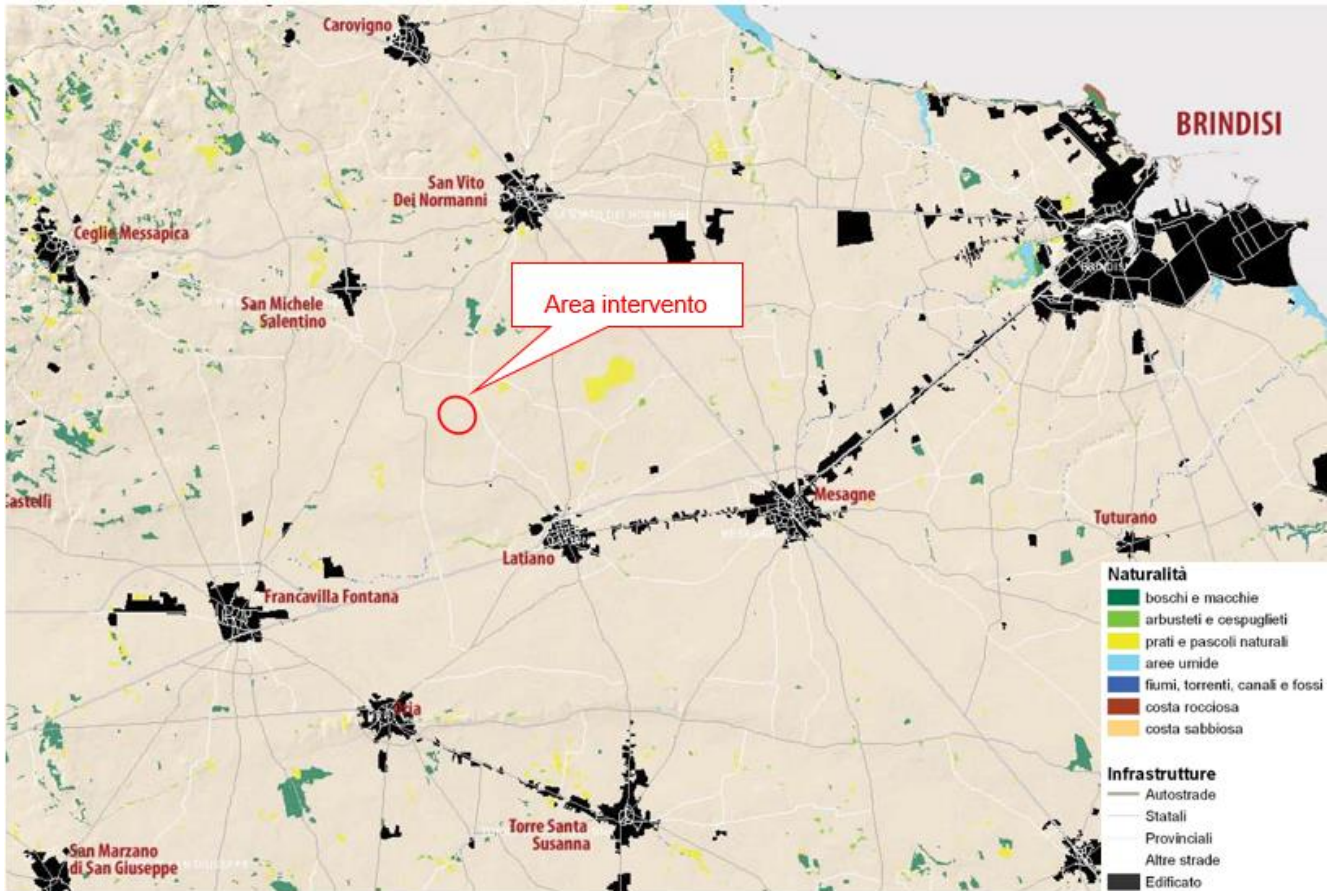 Carovigno
BRINDISI
San Vito
Dei Normanni
Ceglie Messapica
BRINDISI
San Michele
Salentino
Area intervento
Castelli
Mesagne
Tuturano
Latiano
Francavilla Fontana
Oria
Torre Santa
Susanna
San Marzano
di San Giuseppe
Naturalità
boschi e macchie
arbusteti e cespuglieti
prati e pascoli naturali
aree umide
fiumi, torrenti, canali e fossi
costa rocciosa
costa sabbiosa
Infrastrutture
Autostrade
Statali
Provinciali
Altre strade
Edificato